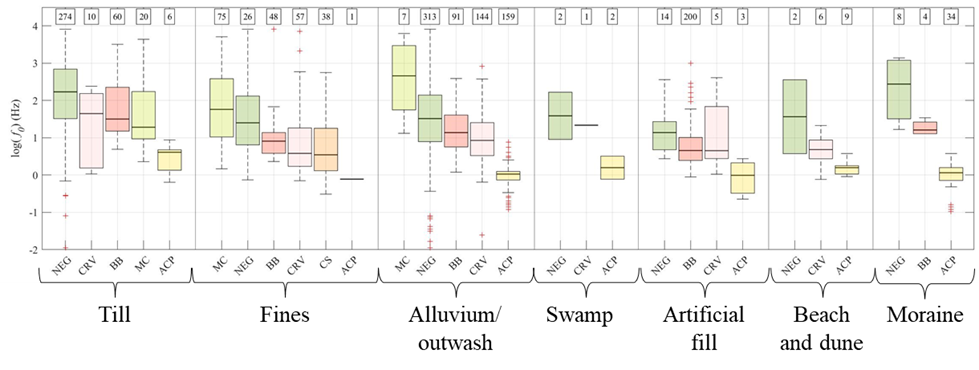 274 10 60 20 6 75 26 48 57 38 1 7 313 91 144 159 2 1 2 14 200 5 3 2 6 9 8 4 34
4
3
2
1
0
-1
-2
log(f0) (Hz)
NEG CRV BB MC ACP MC NEG BB CRV CS ACP MC NEG BB CRV ACP NEG CRV ACP NEG BB CRV ACP NEG CRV ACP NEG BB ACP
Till Fines Alluvium/ Swamp Artificial Beach Moraine
outwash fill and dune